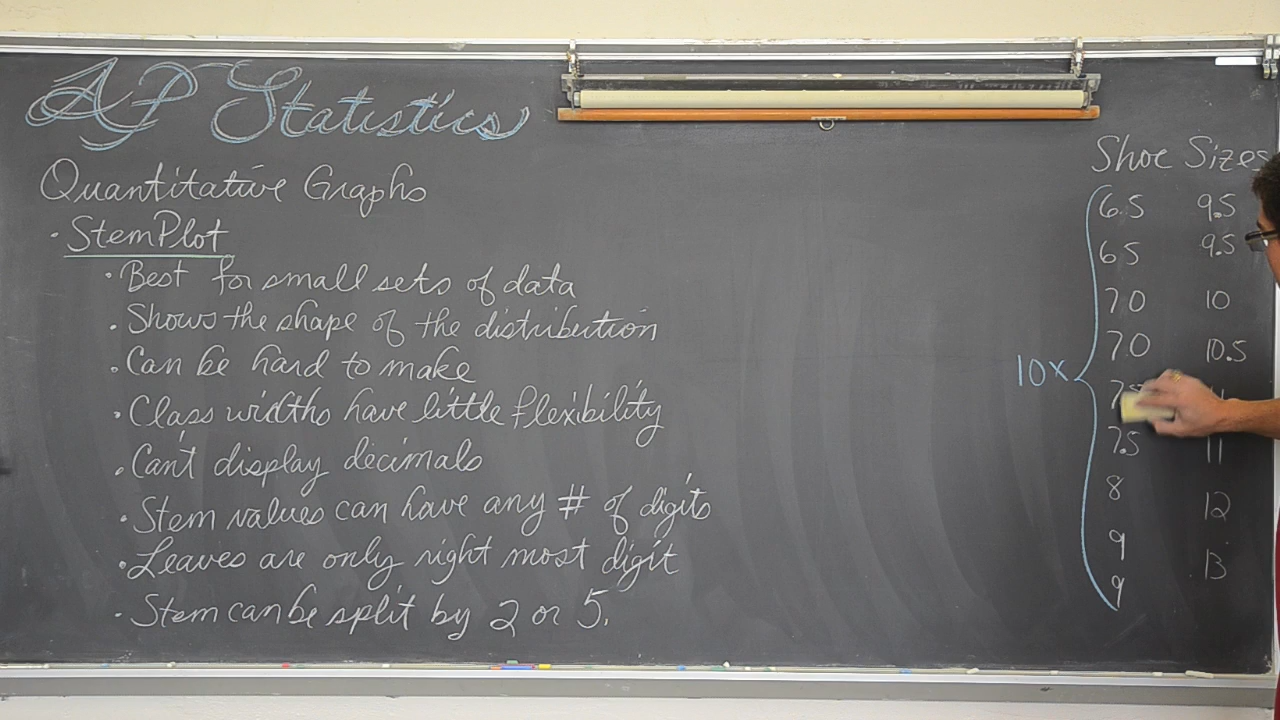 AP Statistics
Quantitative Graphs
· Stem Plot
· Best for small sets of data
· Shows the shape of the distribution
· Can be hard to make
· Class widths have little flexibility
· Can't display decimals
· Stem values can have any # of digits
· Leaves are only right most digit
· Stem can be split by 2 or 5.
Shoe Sizes
6.5 9.5
6.5 9.5
7.0 10
7.0 10.5
10x
7.5 11
8 12
9 13
9